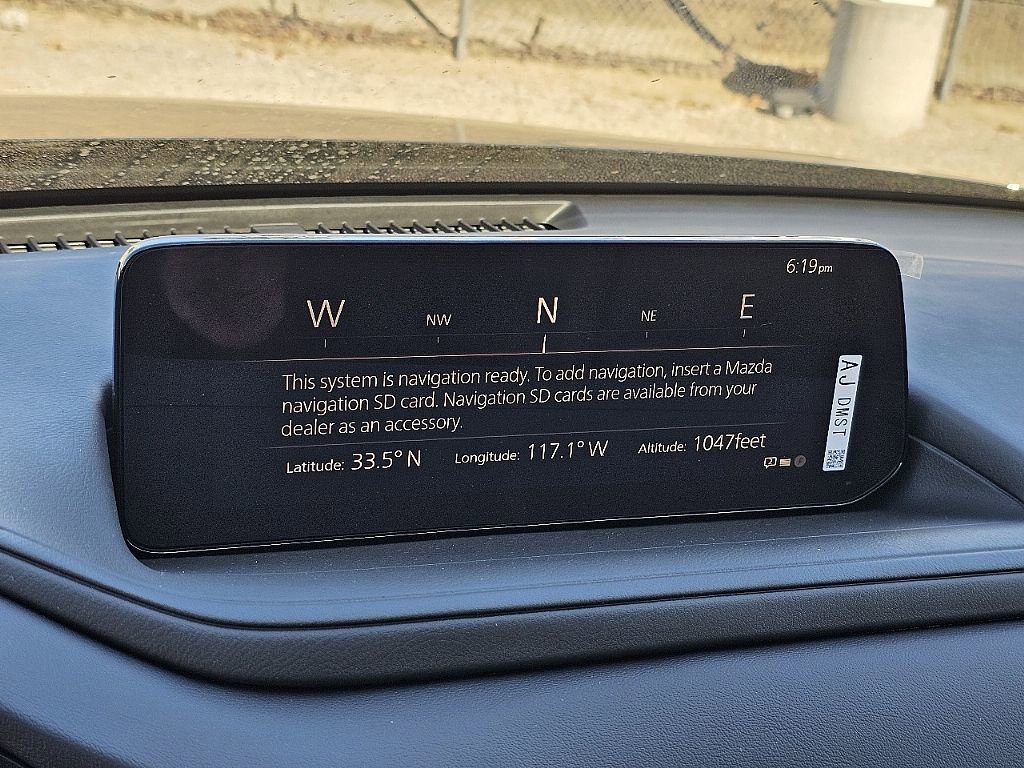 6:19pm
W NW N NE E
This system is navigation ready. To add navigation, insert a Mazda
navigation SD card. Navigation SD cards are available from your
dealer as an accessory.
Latitude: 33.5° N Longitude: 117.1° W Altitude: 1047feet
AJ DMST